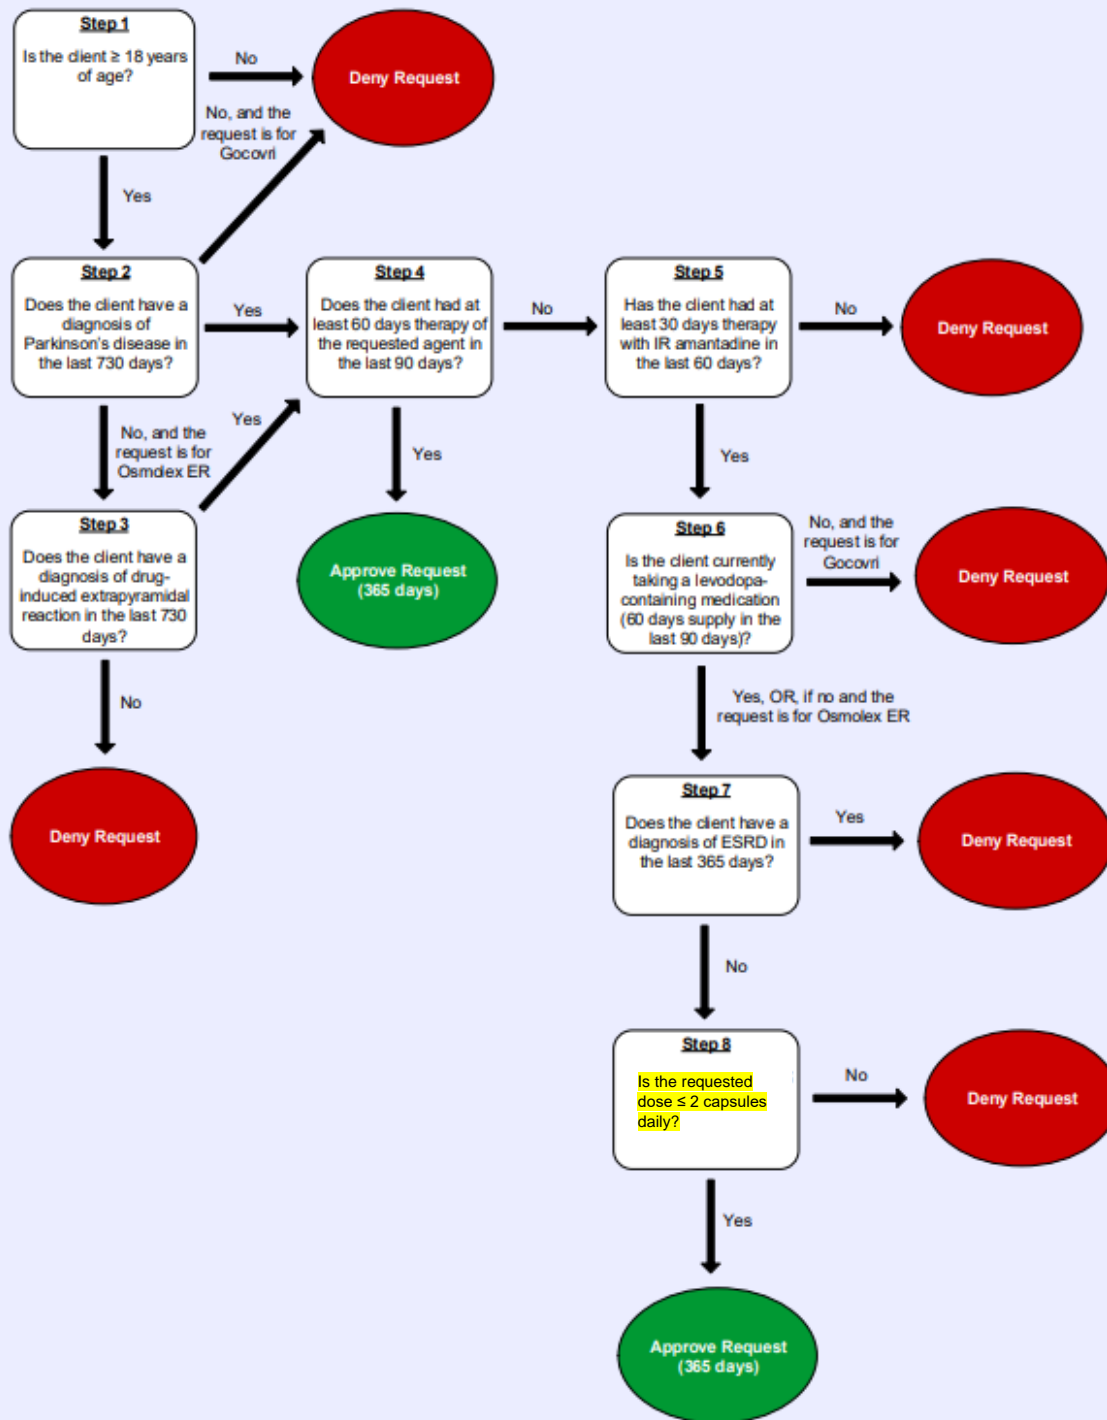 Step 1
Is the client ≥ 18 years
of age?
No
Deny Request
No, and the
request is for
Gocovri
Yes
Step 2
Does the client have a
diagnosis of
Parkinson's disease in
the last 730 days?
Yes
Step 4
Does the client had at
least 60 days therapy of
the requested agent in
the last 90 days?
No
Step 5
Has the client had at
least 30 days therapy
with IR amantadine in
the last 60 days?
No
Deny Request
No, and the
request is for
Osmolex ER
Yes
Yes
Yes
Step 3
Does the client have a
diagnosis of drug-
induced extrapyramidal
reaction in the last 730
days?
Approve Request
(365 days)
Step 6
Is the client currently
taking a levodopa-
containing medication
(60 days supply in the
last 90 days)?
No, and the
request is for
Gocovri
Deny Request
No
Yes, OR, if no and the
request is for Osmolex ER
Deny Request
Step 7
Does the client have a
diagnosis of ESRD in
the last 365 days?
Yes
Deny Request
No
Step 8
Is the requested
dose ≤ 2 capsules
daily?
No
Deny Request
Yes
Approve Request
(365 days)